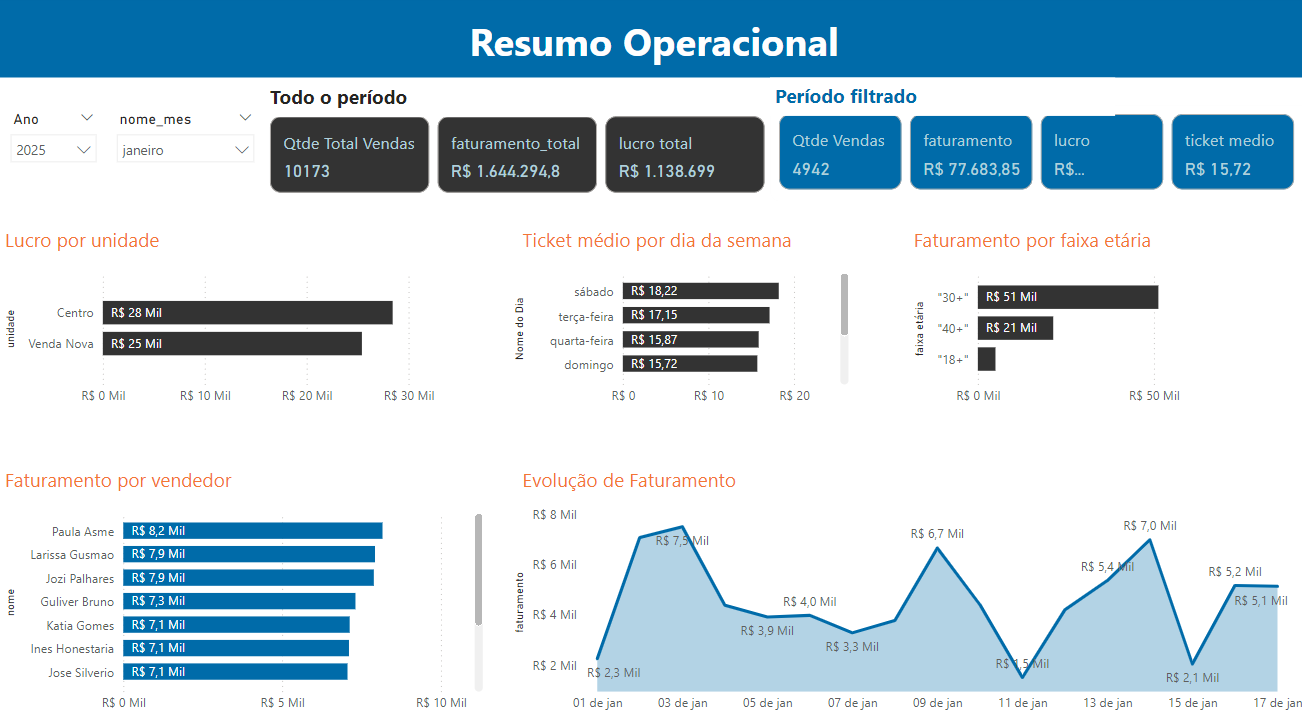 Resumo Operacional
Ano
2025
nome_mes
janeiro
Todo o período
Qtde Total Vendas
10173
faturamento_total
R$ 1.644.294,8
lucro total
R$ 1.138.699
Período filtrado
Qtde Vendas
4942
faturamento
R$ 77.683,85
lucro
R$...
ticket medio
R$ 15,72
Lucro por unidade
unidade
Centro
R$ 28 Mil
Venda Nova
R$ 25 Mil
R$ 0 Mil
R$ 10 Mil
R$ 20 Mil
R$ 30 Mil
Ticket médio por dia da semana
Nome do Dia
sábado
R$ 18,22
terça-feira
R$ 17,15
quarta-feira
R$ 15,87
domingo
R$ 15,72
R$ 0
R$ 10
R$ 20
Faturamento por faixa etária
faixa etária
"30+"
R$ 51 Mil
"40+"
R$ 21 Mil
"18+"
R$ 0 Mil
R$ 50 Mil
Faturamento por vendedor
nome
Paula Asme
R$ 8,2 Mil
Larissa Gusmao
R$ 7,9 Mil
Jozi Palhares
R$ 7,9 Mil
Guliver Bruno
R$ 7,3 Mil
Katia Gomes
R$ 7,1 Mil
Ines Honestaria
R$ 7,1 Mil
Jose Silverio
R$ 7,1 Mil
R$ 0 Mil
R$ 5 Mil
R$ 10 Mil
Evolução de Faturamento
faturamento
R$ 8 Mil
R$ 6 Mil
R$ 4 Mil
R$ 2 Mil
R$ 2,3 Mil
R$ 7,5 Mil
R$ 3,9 Mil
R$ 4,0 Mil
R$ 3,3 Mil
R$ 6,7 Mil
R$ 1,5 Mil
R$ 5,4 Mil
R$ 7,0 Mil
R$ 2,1 Mil
R$ 5,2 Mil
R$ 5,1 Mil
01 de jan
03 de jan
05 de jan
07 de jan
09 de jan
11 de jan
13 de jan
15 de jan
17 de jan